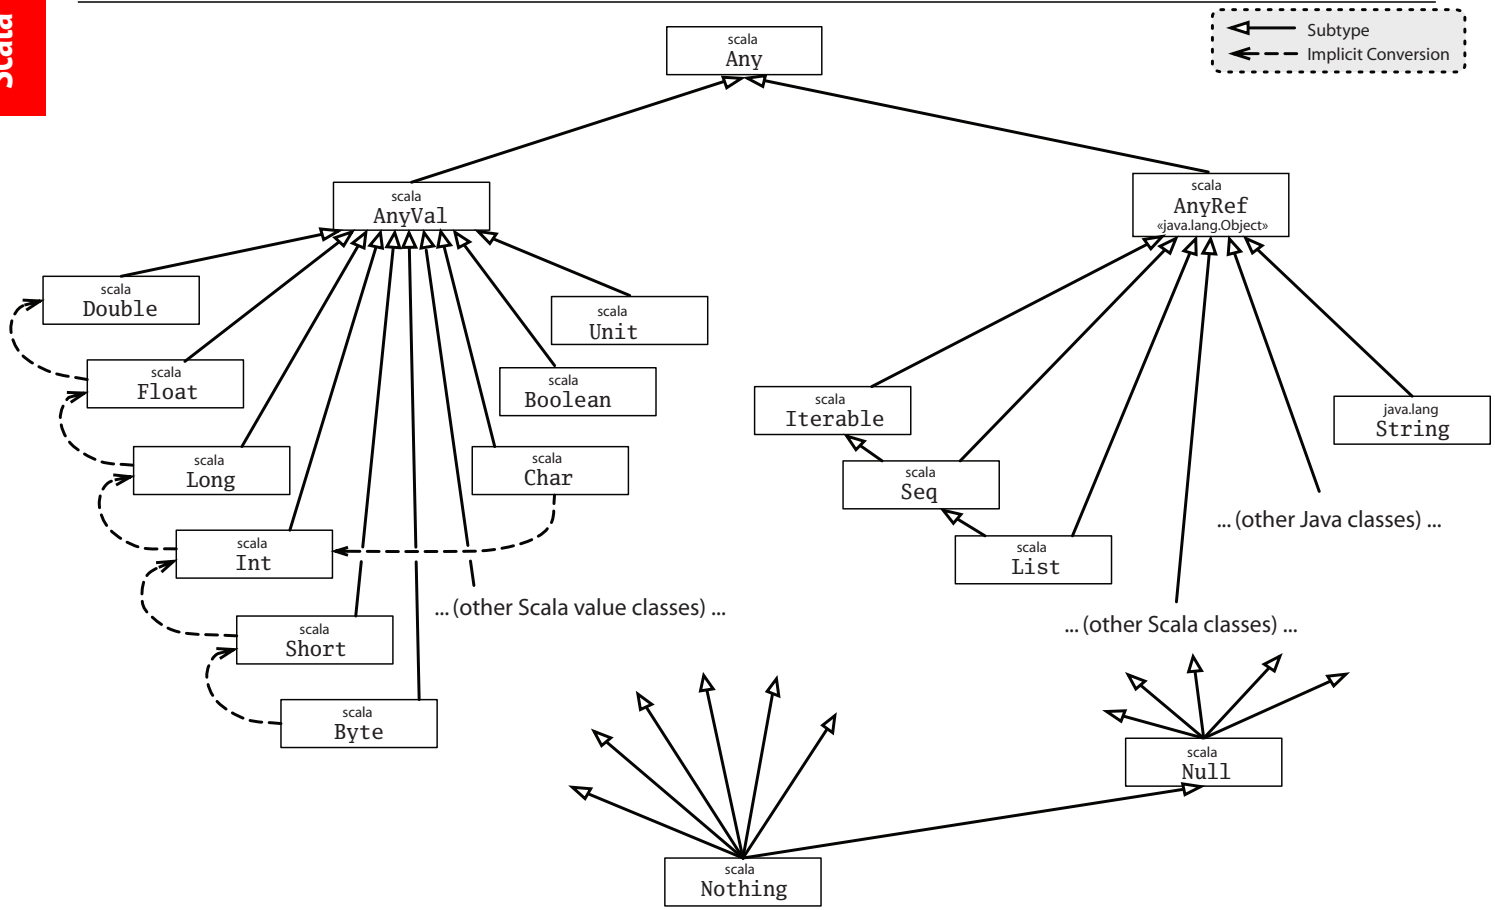 Scala
scala
Any
Subtype
Implicit Conversion
scala
AnyVal
scala
AnyRef
«java.lang.Object»
scala
Double
scala
Unit
scala
Float
scala
Boolean
scala
Iterable
java.lang
String
scala
Long
scala
Char
scala
Seq
... (other Java classes) ...
scala
Int
scala
List
... (other Scala value classes) ...
... (other Scala classes) ...
scala
Short
scala
Byte
scala
Null
scala
Nothing